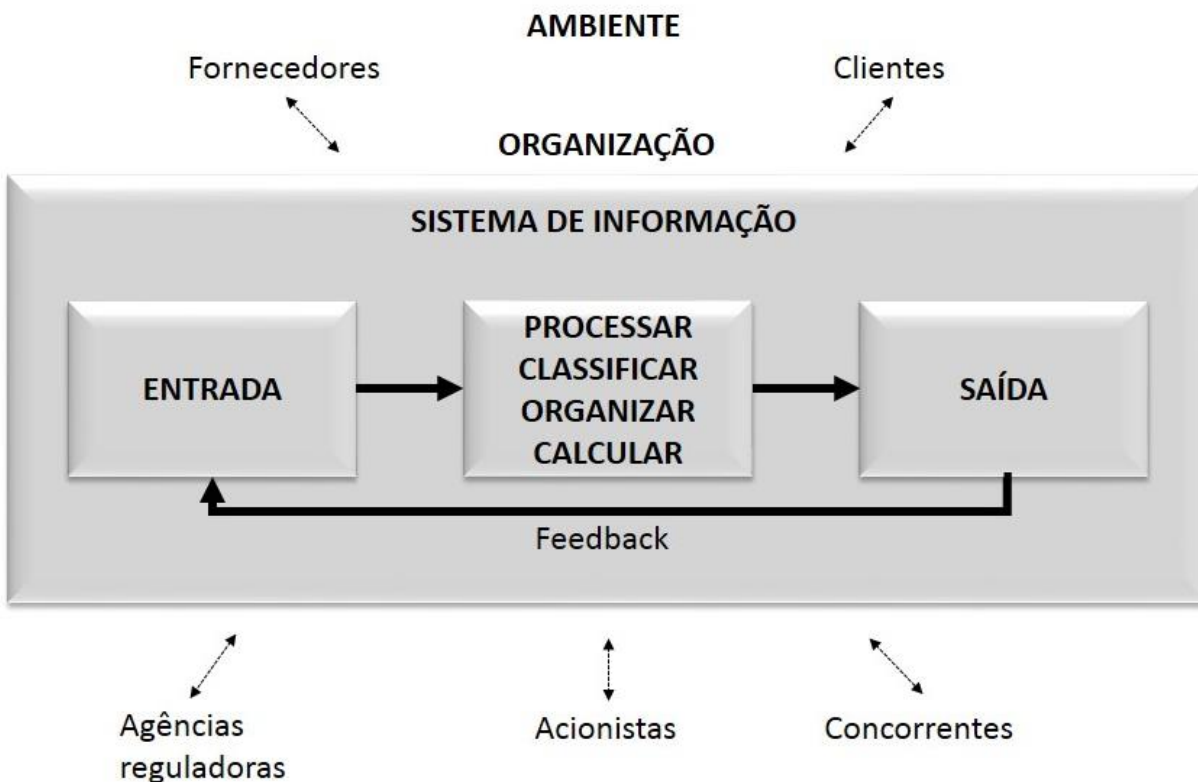 AMBIENTE
Fornecedores
Clientes
ORGANIZAÇÃO
SISTEMA DE INFORMAÇÃO
ENTRADA
PROCESSAR
CLASSIFICAR
ORGANIZAR
CALCULAR
SAÍDA
Feedback
Agências
reguladoras
Acionistas
Concorrentes